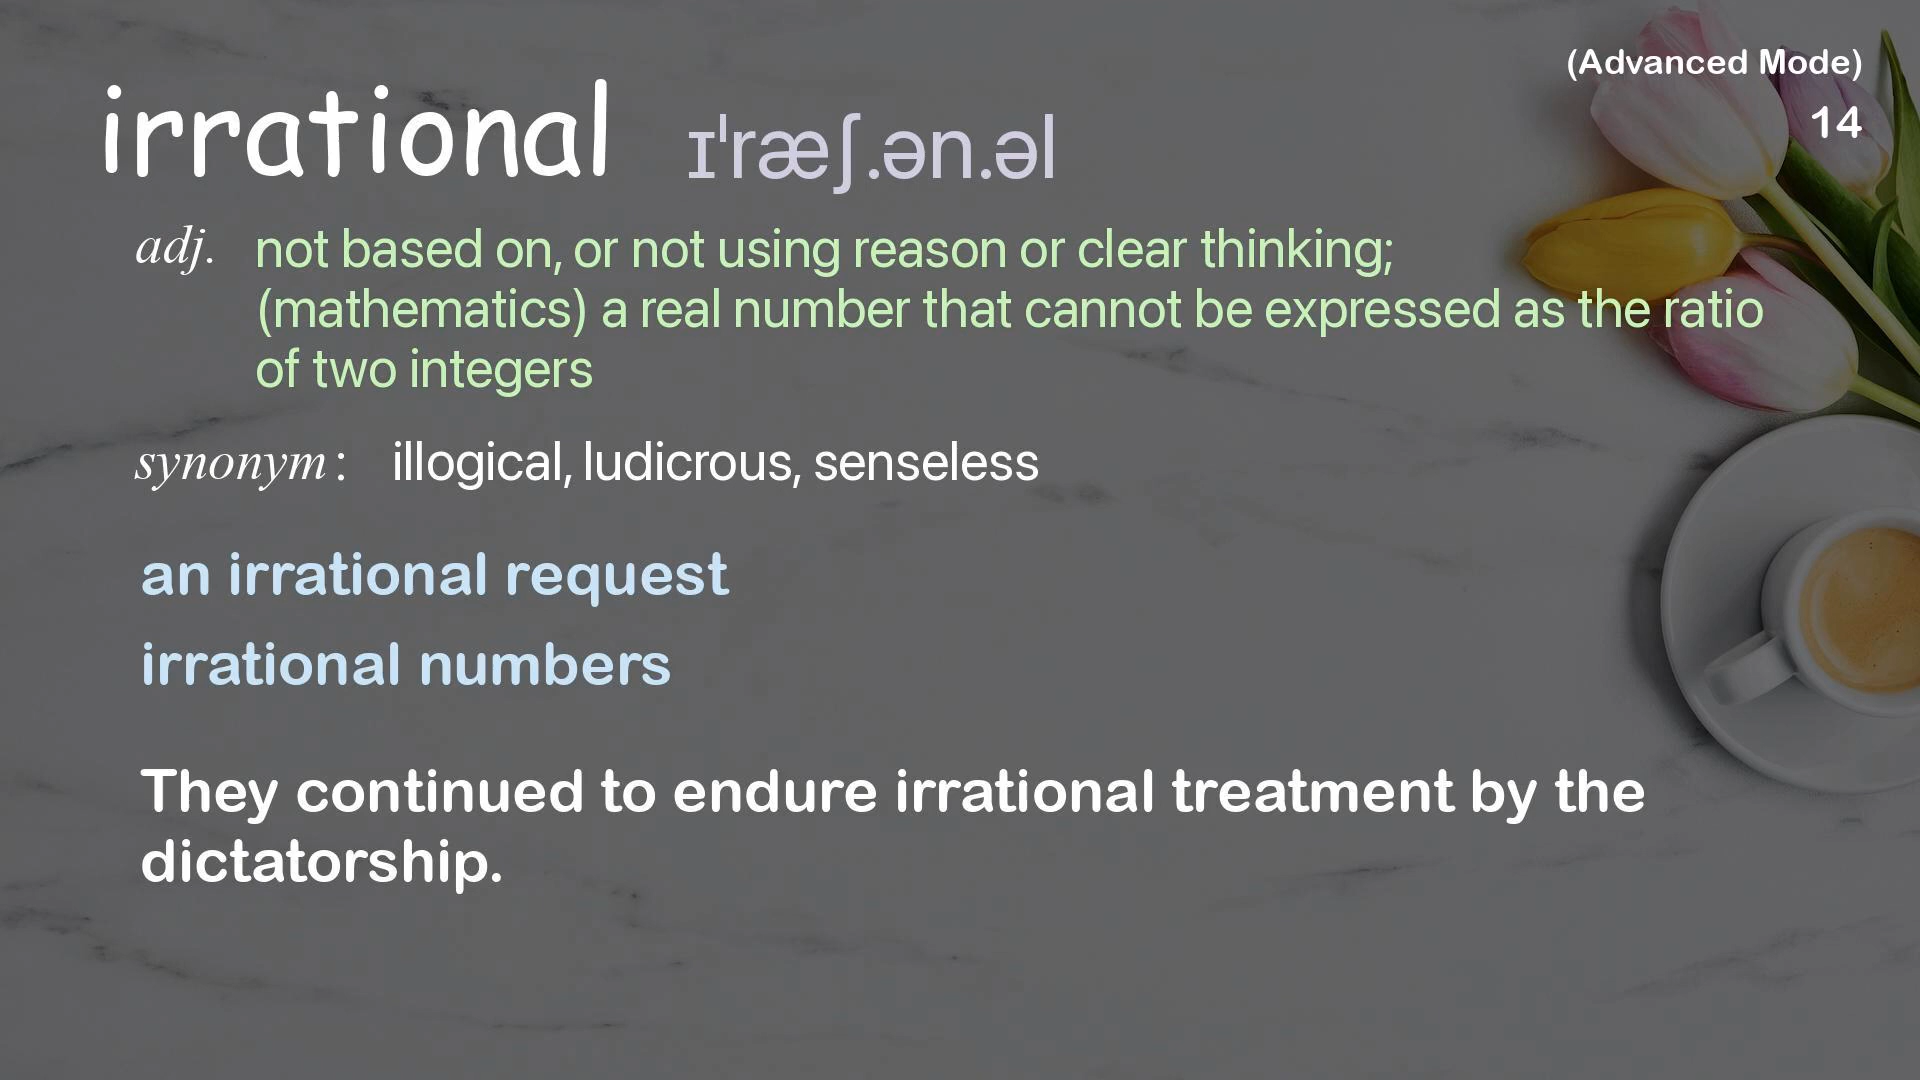 (Advanced Mode)
14
irrational ɪˈræʃ.ən.əl
adj. not based on, or not using reason or clear thinking;
(mathematics) a real number that cannot be expressed as the ratio
of two integers
synonym: illogical, ludicrous, senseless
an irrational request
irrational numbers
They continued to endure irrational treatment by the
dictatorship.